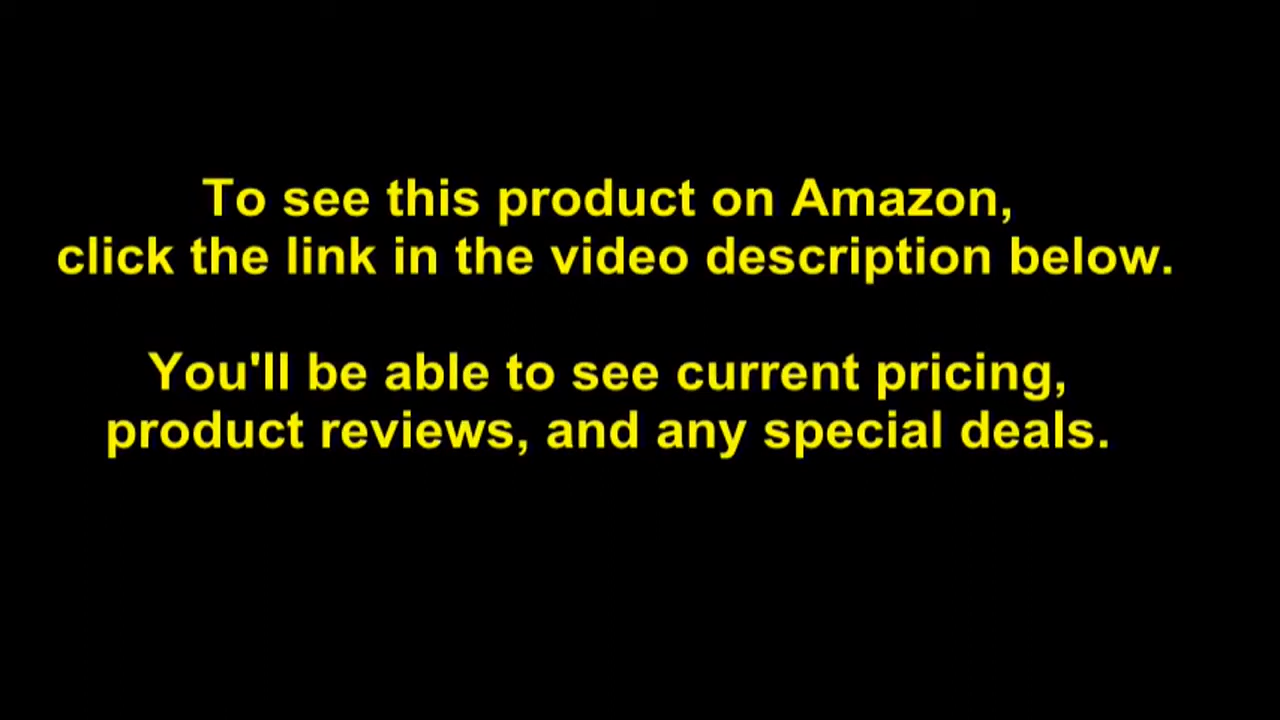 To see this product on Amazon,
click the link in the video description below.
You'll be able to see current pricing,
product reviews, and any special deals.